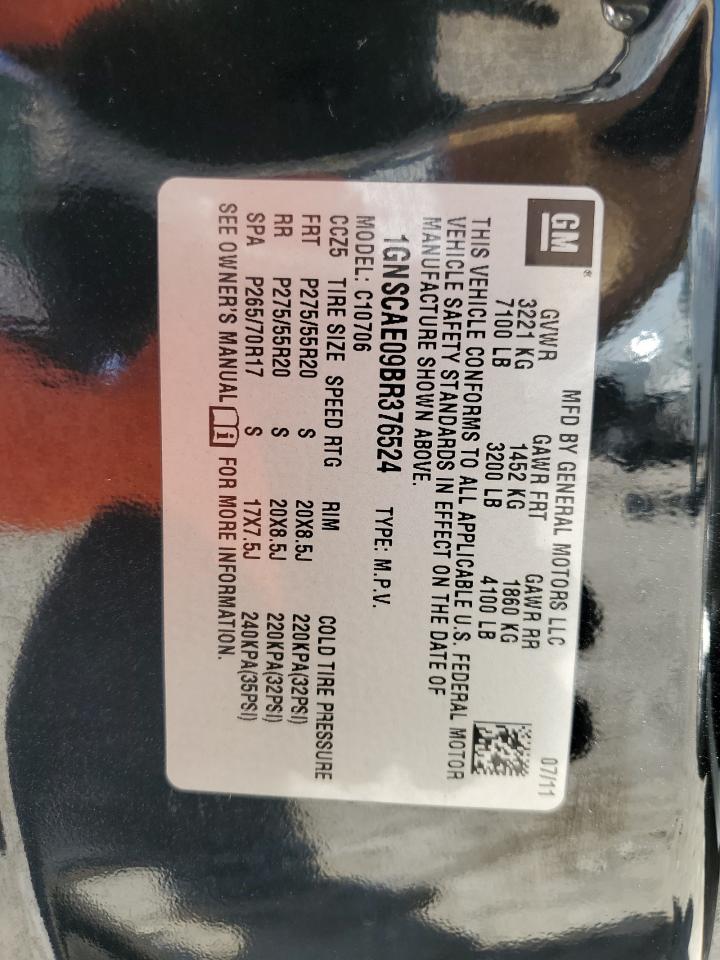 GM
MFD BY GENERAL MOTORS LLC 07/11
GVWR GAWR FRT GAWR RR
3221 KG 1452 KG 1860 KG
7100 LB 3200 LB 4100 LB
THIS VEHICLE CONFORMS TO ALL APPLICABLE U.S. FEDERAL MOTOR
VEHICLE SAFETY STANDARDS IN EFFECT ON THE DATE OF
MANUFACTURE SHOWN ABOVE.
1GNSCAE09BR376524 TYPE: M.P.V.
MODEL: C10706
CCZ5 TIRE SIZE SPEED RTG RIM COLD TIRE PRESSURE
FRT P275/55R20 S 20X8.5J 220KPA(32PSI)
RR P275/55R20 S 20X8.5J 220KPA(32PSI)
SPA P265/70R17 S 17X7.5J 240KPA(35PSI)
SEE OWNER'S MANUAL FOR MORE INFORMATION.